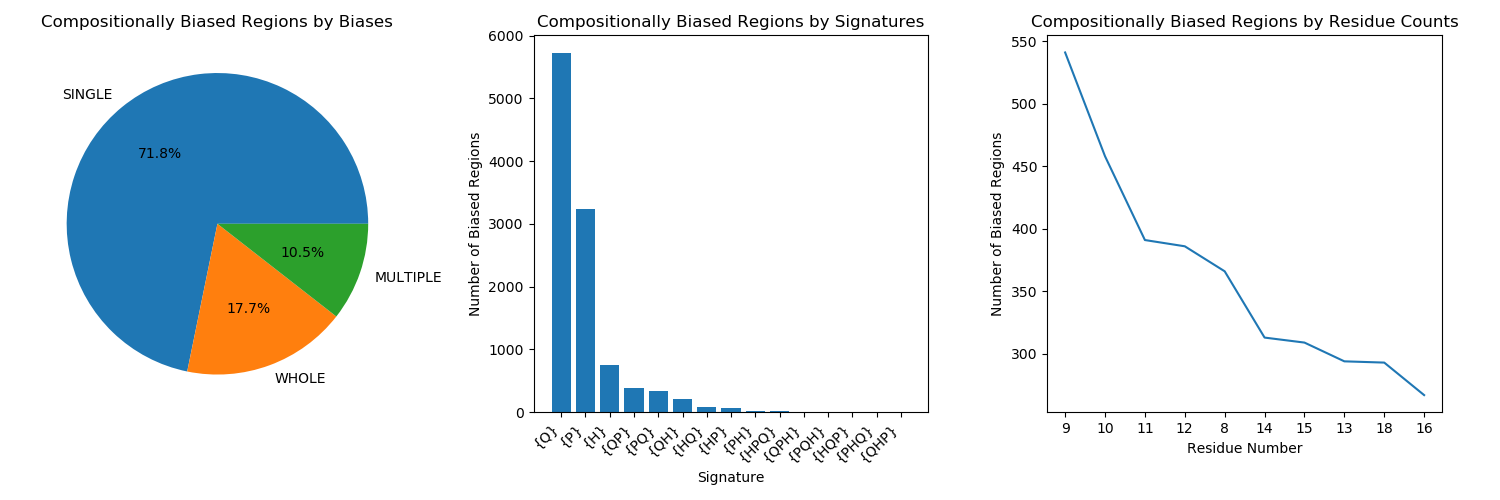 Compositionally Biased Regions by Biases
SINGLE
71.8%
10.5%
MULTIPLE
17.7%
WHOLE
Compositionally Biased Regions by Signatures
Number of Biased Regions
6000
5000
4000
3000
2000
1000
0
{Q}
{P}
{H}
{QP}
{PQ}
{QH}
{HQ}
{HP}
{PH}
{HPQ}
{QPH}
{PQH}
{HQP}
{PHQ}
{QHP}
Signature
Compositionally Biased Regions by Residue Counts
Number of Biased Regions
550
500
450
400
350
300
9 10 11 12 8 14 15 13 18 16
Residue Number